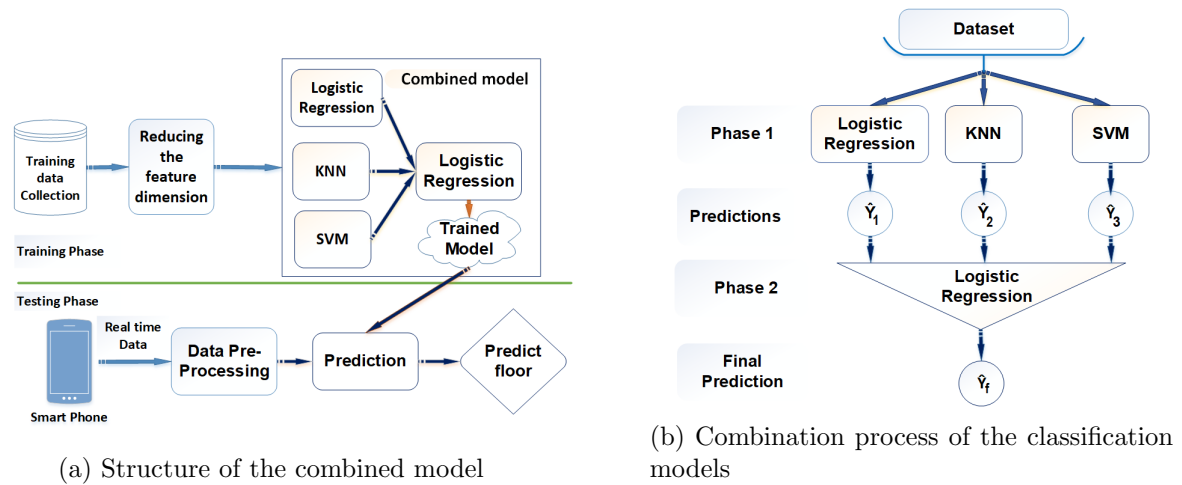 Combined model
Logistic
Regression
KNN
SVM
Logistic
Regression
Trained
Model
Training
data
Collection
Reducing
the
feature
dimension
Training Phase
Testing Phase
Real time
Data
Smart Phone
Data Pre-
Processing
Prediction
Predict
floor
(a) Structure of the combined model
Dataset
Phase 1
Logistic
Regression
KNN
SVM
Predictions
Ŷ1
Ŷ2
Ŷ3
Phase 2
Logistic
Regression
Final
Prediction
Ŷf
(b) Combination process of the classification
models